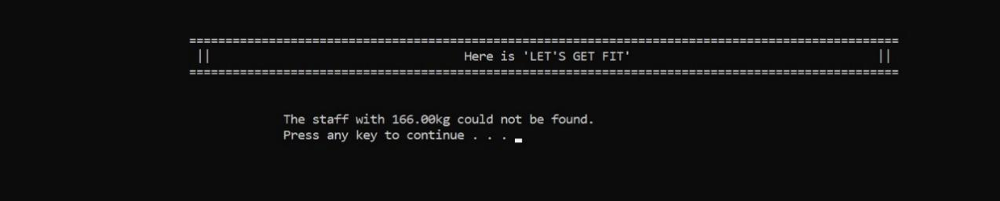 ==================================================================================================
|| Here is 'LET'S GET FIT' ||
==================================================================================================
The staff with 166.00kg could not be found.
Press any key to continue . . .